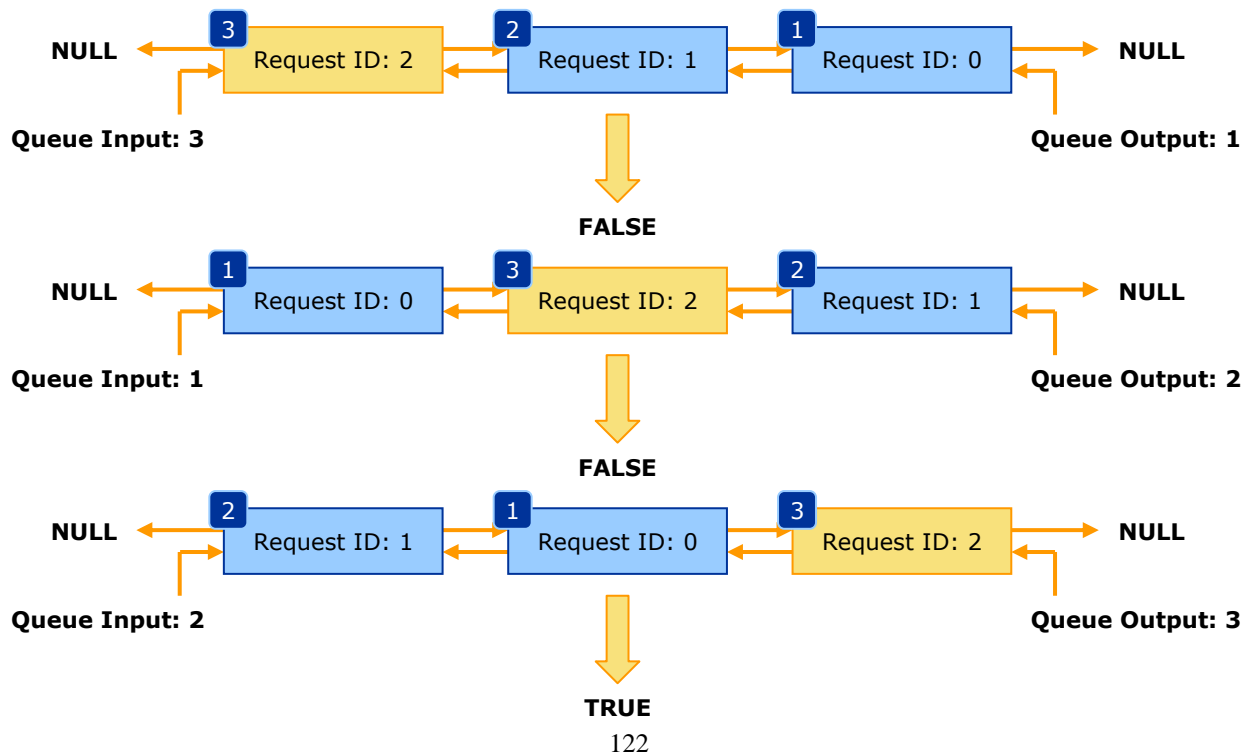 3 2 1
NULL Request ID: 2 Request ID: 1 Request ID: 0 NULL
Queue Input: 3 Queue Output: 1
FALSE
1 3 2
NULL Request ID: 0 Request ID: 2 Request ID: 1 NULL
Queue Input: 1 Queue Output: 2
FALSE
2 1 3
NULL Request ID: 1 Request ID: 0 Request ID: 2 NULL
Queue Input: 2 Queue Output: 3
TRUE
122